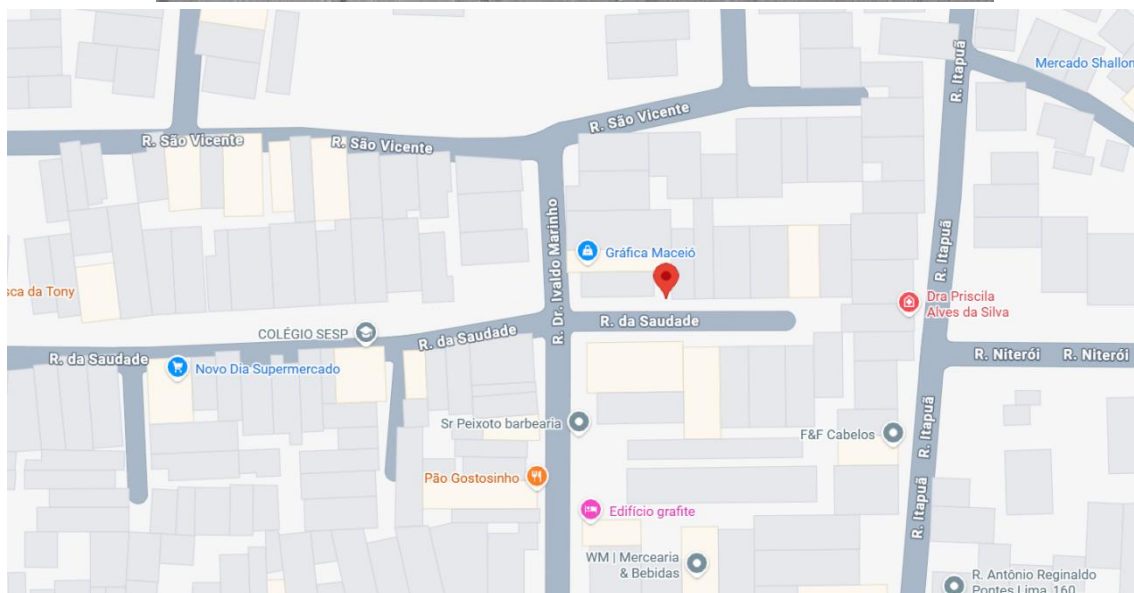 R. Itapuã
Mercado Shallon
R. São Vicente
R. São Vicente
R. São Vicente
R. Dr. Ivaldo Marinho
Gráfica Maceió
R. Itapuã
sca da Tony
Dra Priscila
Alves da Silva
R. da Saudade
COLÉGIO SESP
R. da Saudade
R. da Saudade
R. Niterói
R. Niterói
Novo Dia Supermercado
R. Itapuã
Sr Peixoto barbearia
F&F Cabelos
Pão Gostosinho
Edifício grafite
R. Itapuã
WM | Mercearia
& Bebidas
R. Antônio Reginaldo
Pontes Lima, 160